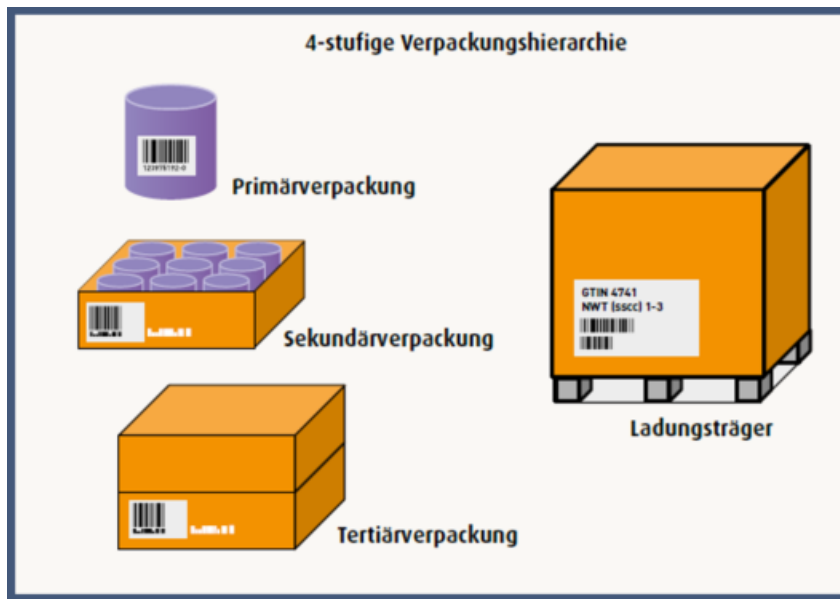 4-stufige Verpackungshierarchie
Primärverpackung
Sekundärverpackung
Tertiärverpackung
GTIN 4741
NWT (sscc) 1-3
Ladungsträger